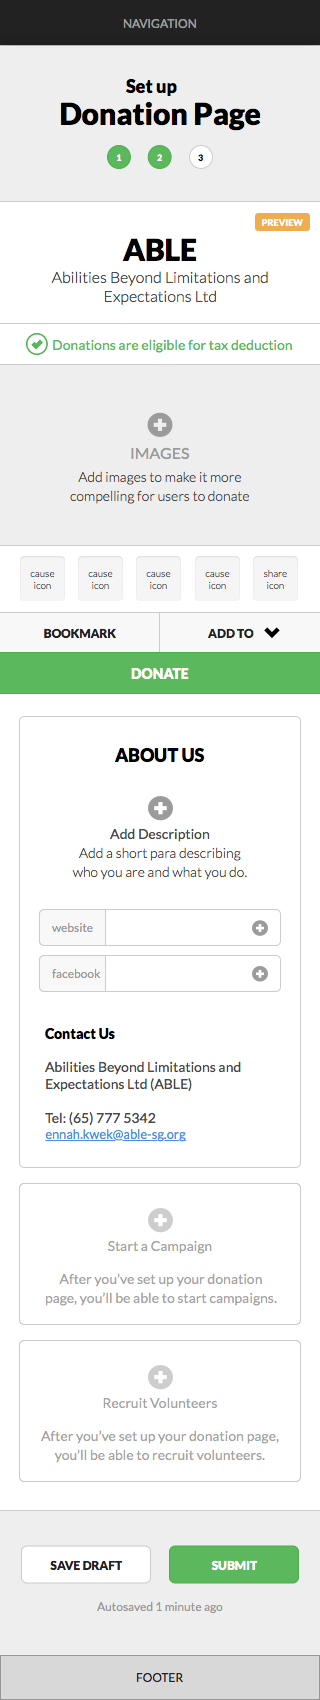 NAVIGATION
Set up
Donation Page
1 2 3
PREVIEW
ABLE
Abilities Beyond Limitations and
Expectations Ltd
Donations are eligible for tax deduction
IMAGES
Add images to make it more
compelling for users to donate
cause icon
cause icon
cause icon
cause icon
share icon
BOOKMARK
ADD TO
DONATE
ABOUT US
Add Description
Add a short para describing
who you are and what you do.
website
facebook
Contact Us
Abilities Beyond Limitations and
Expectations Ltd (ABLE)
Tel: (65) 777 5342
ennah.kwek@able-sg.org
Start a Campaign
After you've set up your donation
page, you'll be able to start campaigns.
Recruit Volunteers
After you've set up your donation page,
you'll be able to recruit volunteers.
SAVE DRAFT
SUBMIT
Autosaved 1 minute ago
FOOTER